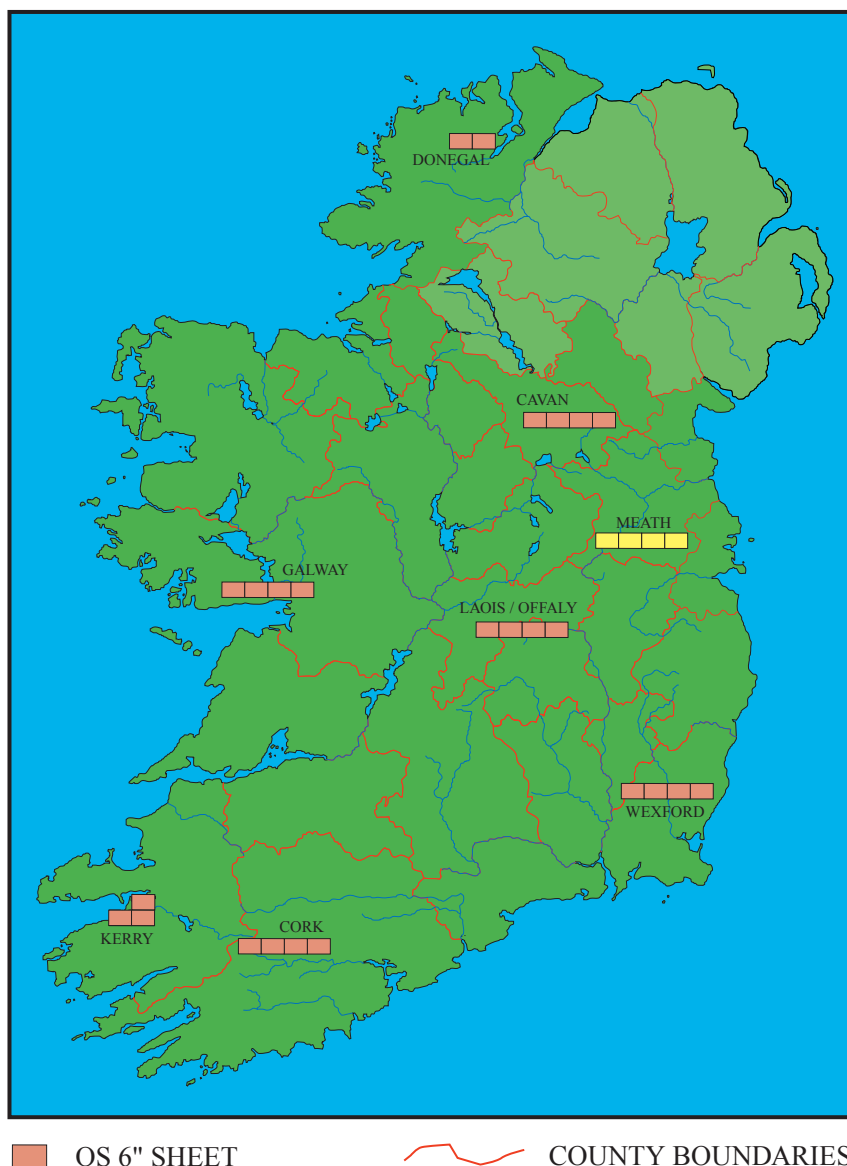 DONEGAL
CAVAN
MEATH
GALWAY
LAOIS / OFFALY
WEXFORD
CORK
KERRY
OS 6" SHEET
COUNTY BOUNDARIES